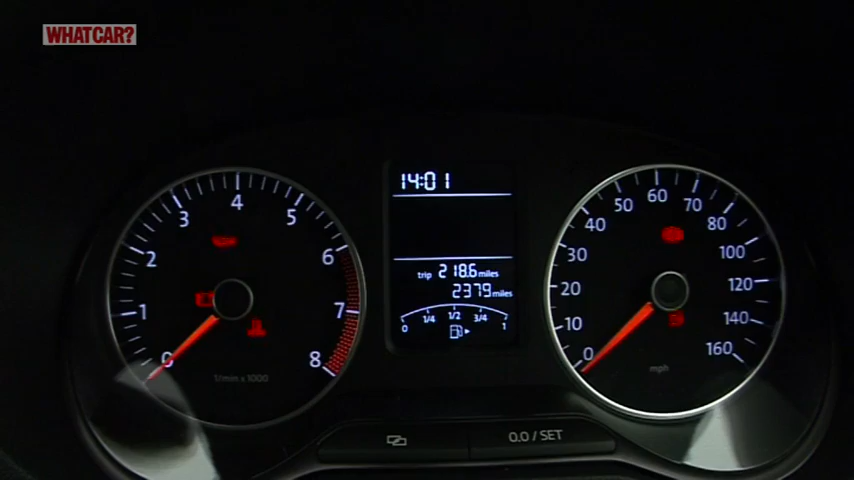 WHATCAR?
14:01
trip 218.6 miles
2379 miles
0 1/4 1/2 3/4 1
0 1 2 3 4 5 6 7 8
1/min x 1000
0 10 20 30 40 50 60 70 80 100 120 140 160
mph
0.0 / SET